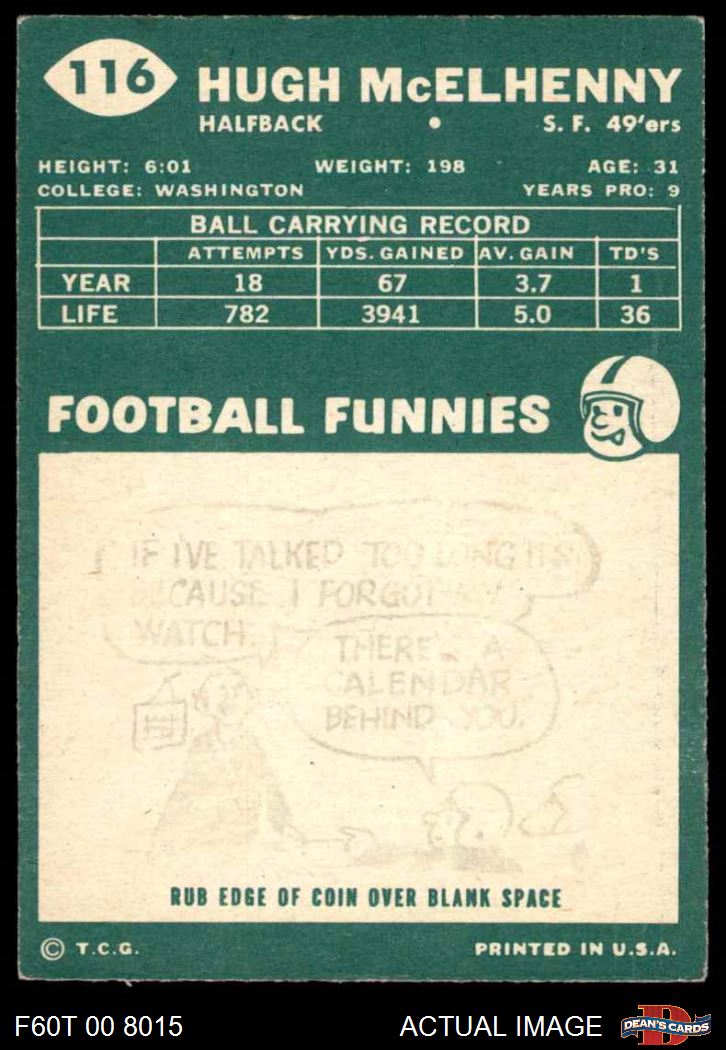 116
HUGH McELHENNY
HALFBACK • S. F. 49'ers
HEIGHT: 6:01 WEIGHT: 198 AGE: 31
COLLEGE: WASHINGTON YEARS PRO: 9
BALL CARRYING RECORD
ATTEMPTS YDS. GAINED AV. GAIN TD'S
YEAR 18 67 3.7 1
LIFE 782 3941 5.0 36
FOOTBALL FUNNIES
IF I'VE TALKED TOO LONG ITS
BECAUSE I FORGOT MY
WATCH.
THERE'S A
CALENDAR
BEHIND YOU.
RUB EDGE OF COIN OVER BLANK SPACE
© T.C.G. PRINTED IN U.S.A.
F60T 00 8015 ACTUAL IMAGE D DEAN'S CARDS